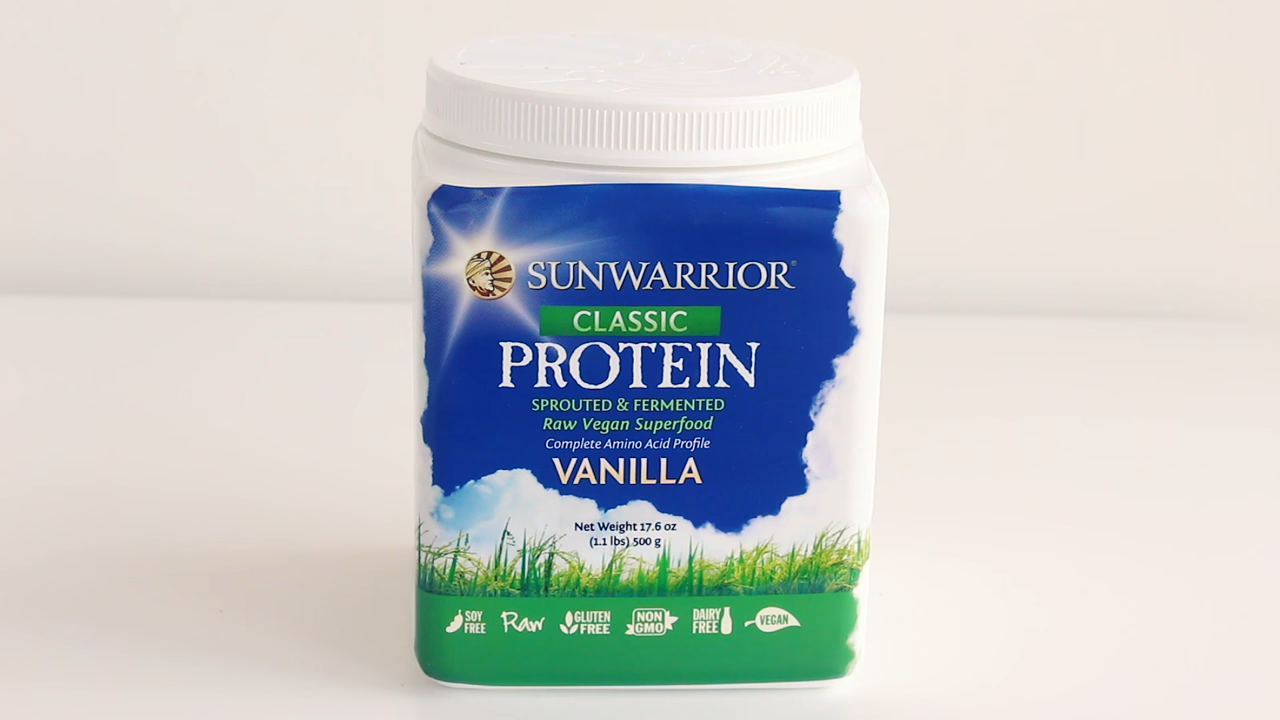 SUNWARRIOR®
CLASSIC
PROTEIN
SPROUTED & FERMENTED
Raw Vegan Superfood
Complete Amino Acid Profile
VANILLA
Net Weight 17.6 oz
(1.1 lbs) 500 g
SOY FREE
Raw
GLUTEN FREE
NON GMO
DAIRY FREE
VEGAN